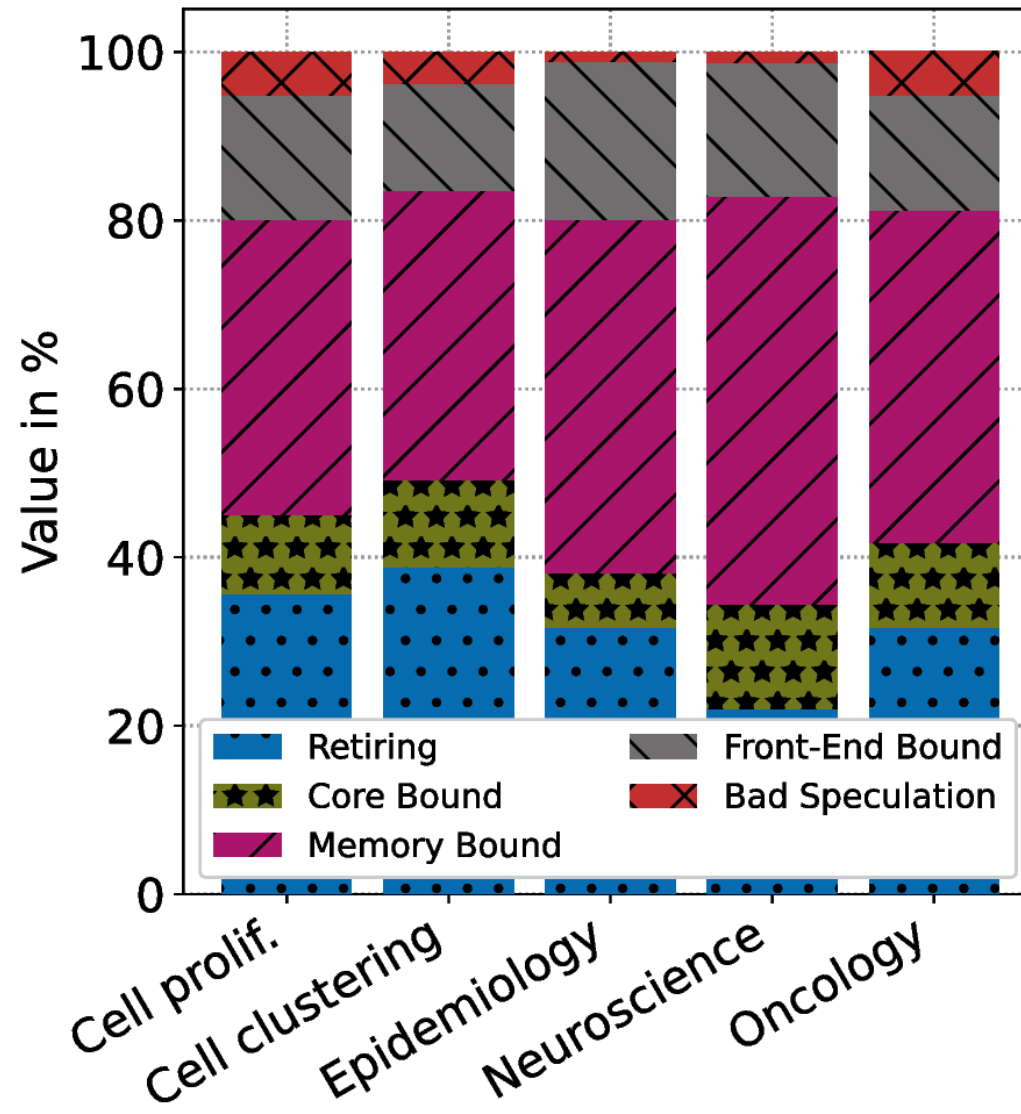 Value in %
100
80
60
40
20
0
Retiring
Core Bound
Memory Bound
Front-End Bound
Bad Speculation
Cell prolif.
Cell clustering
Epidemiology
Neuroscience
Oncology